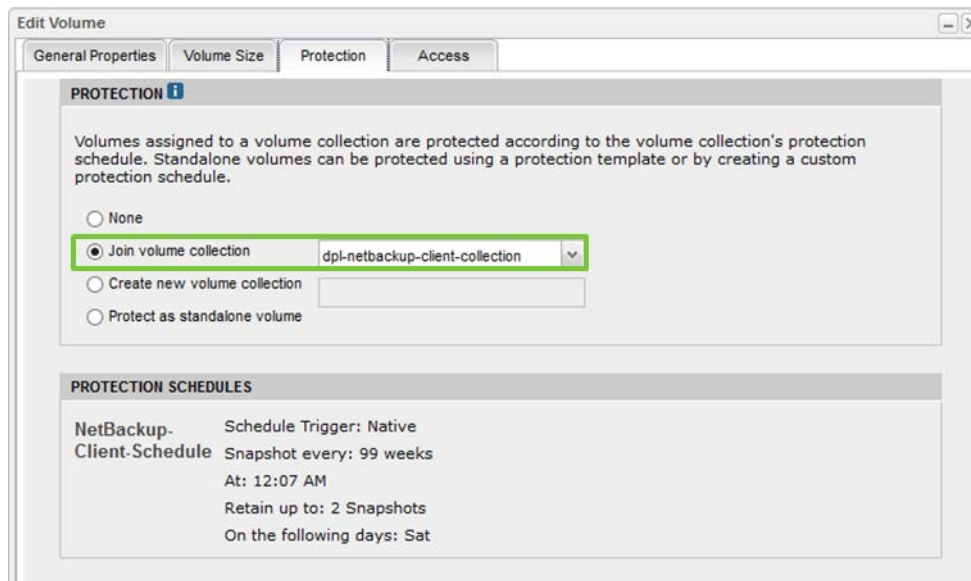 Edit Volume
General Properties Volume Size Protection Access
PROTECTION i
Volumes assigned to a volume collection are protected according to the volume collection's protection
schedule. Standalone volumes can be protected using a protection template or by creating a custom
protection schedule.
None
Join volume collection dpl-netbackup-client-collection
Create new volume collection
Protect as standalone volume
PROTECTION SCHEDULES
NetBackup-
Client-Schedule
Schedule Trigger: Native
Snapshot every: 99 weeks
At: 12:07 AM
Retain up to: 2 Snapshots
On the following days: Sat